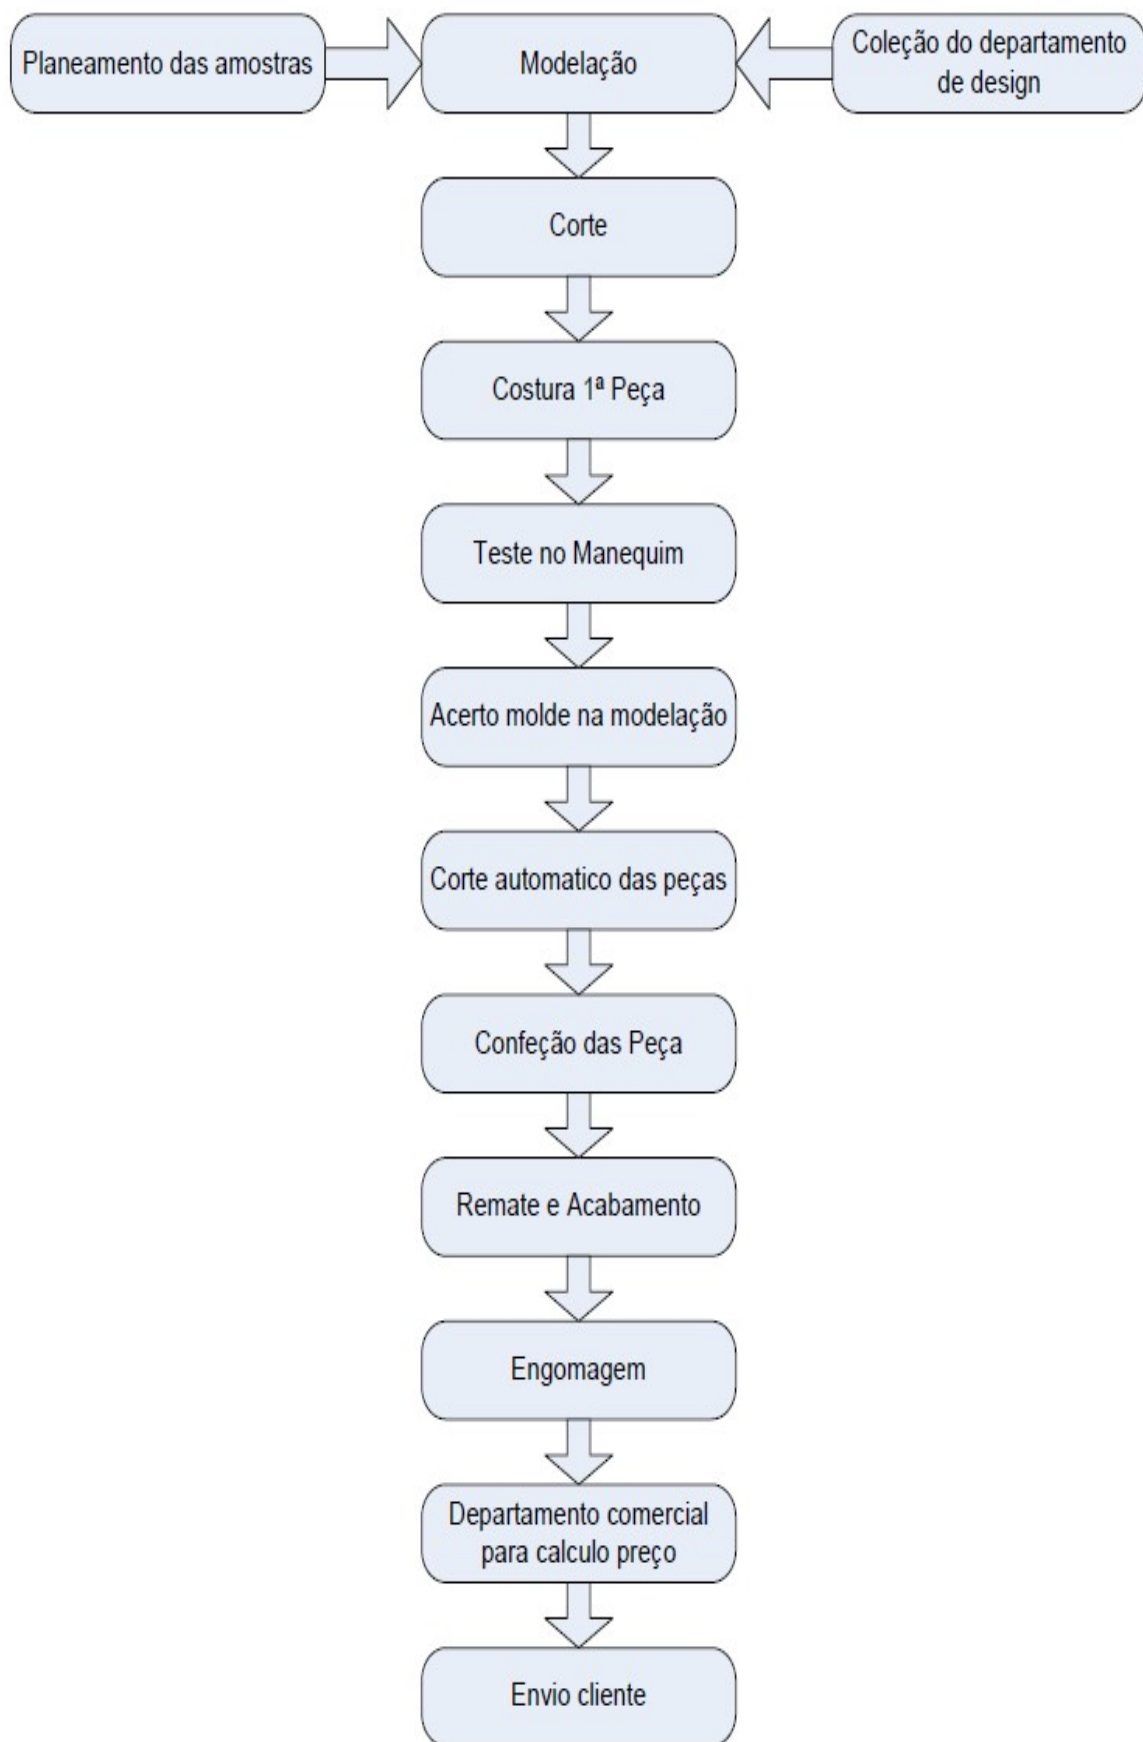 Planeamento das amostras
Modelação
Coleção do departamento
de design
Corte
Costura 1ª Peça
Teste no Manequim
Acerto molde na modelação
Corte automatico das peças
Confeção das Peça
Remate e Acabamento
Engomagem
Departamento comercial
para calculo preço
Envio cliente